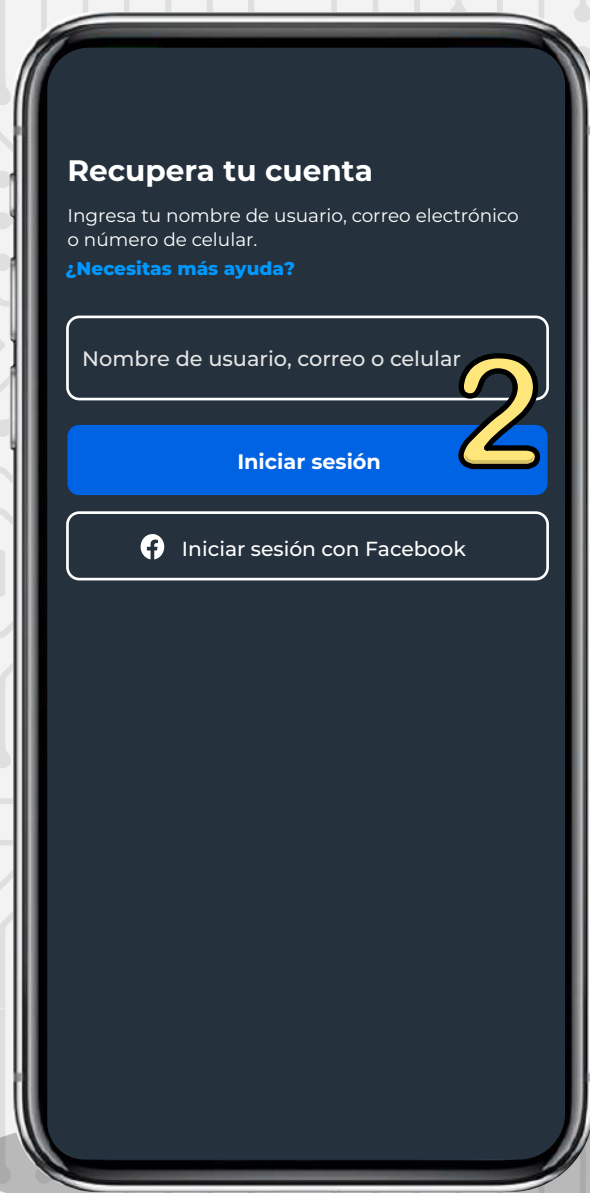 Recupera tu cuenta
Ingresa tu nombre de usuario, correo electrónico
o número de celular.
¿Necesitas más ayuda?
Nombre de usuario, correo o celular
2
Iniciar sesión
Iniciar sesión con Facebook